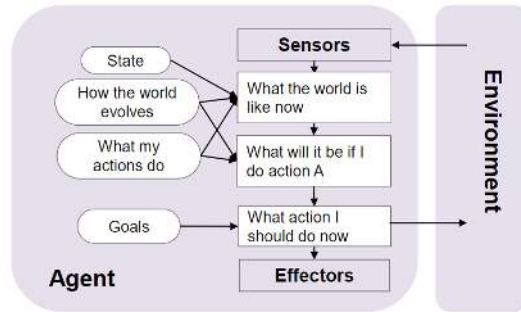 Sensors
State
What the world is
like now
How the world
evolves
What my
actions do
What will it be if I
do action A
Goals
What action I
should do now
Agent
Effectors
Environment